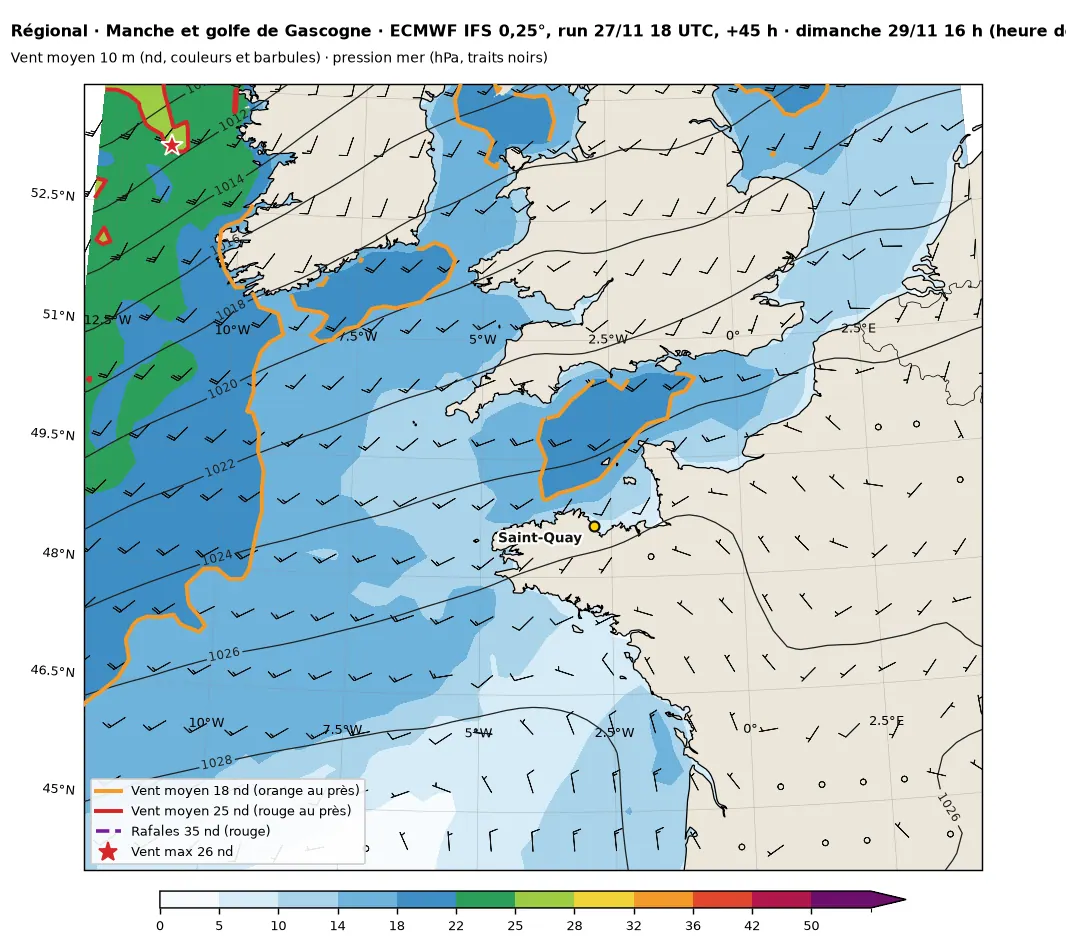 Régional · Manche et golfe de Gascogne · ECMWF IFS 0,25°, run 27/11 18 UTC, +45 h · dimanche 29/11 16 h (heure
Vent moyen 10 m (nd, couleurs et barbules) · pression mer (hPa, traits noirs)
1012
52.5°N
1014
1016
1018
51°N
12.5°W
10°W
7.5°W
5°W
2.5°W
0°
2.5°E
1020
49.5°N
1022
Saint-Quay
48°N
1024
1026
46.5°N
10°W
7.5°W
5°W
2.5°W
0°
2.5°E
1028
45°N
1026
Vent moyen 18 nd (orange au près)
Vent moyen 25 nd (rouge au près)
Rafales 35 nd (rouge)
Vent max 26 nd
0 5 10 14 18 22 25 28 32 36 42 50